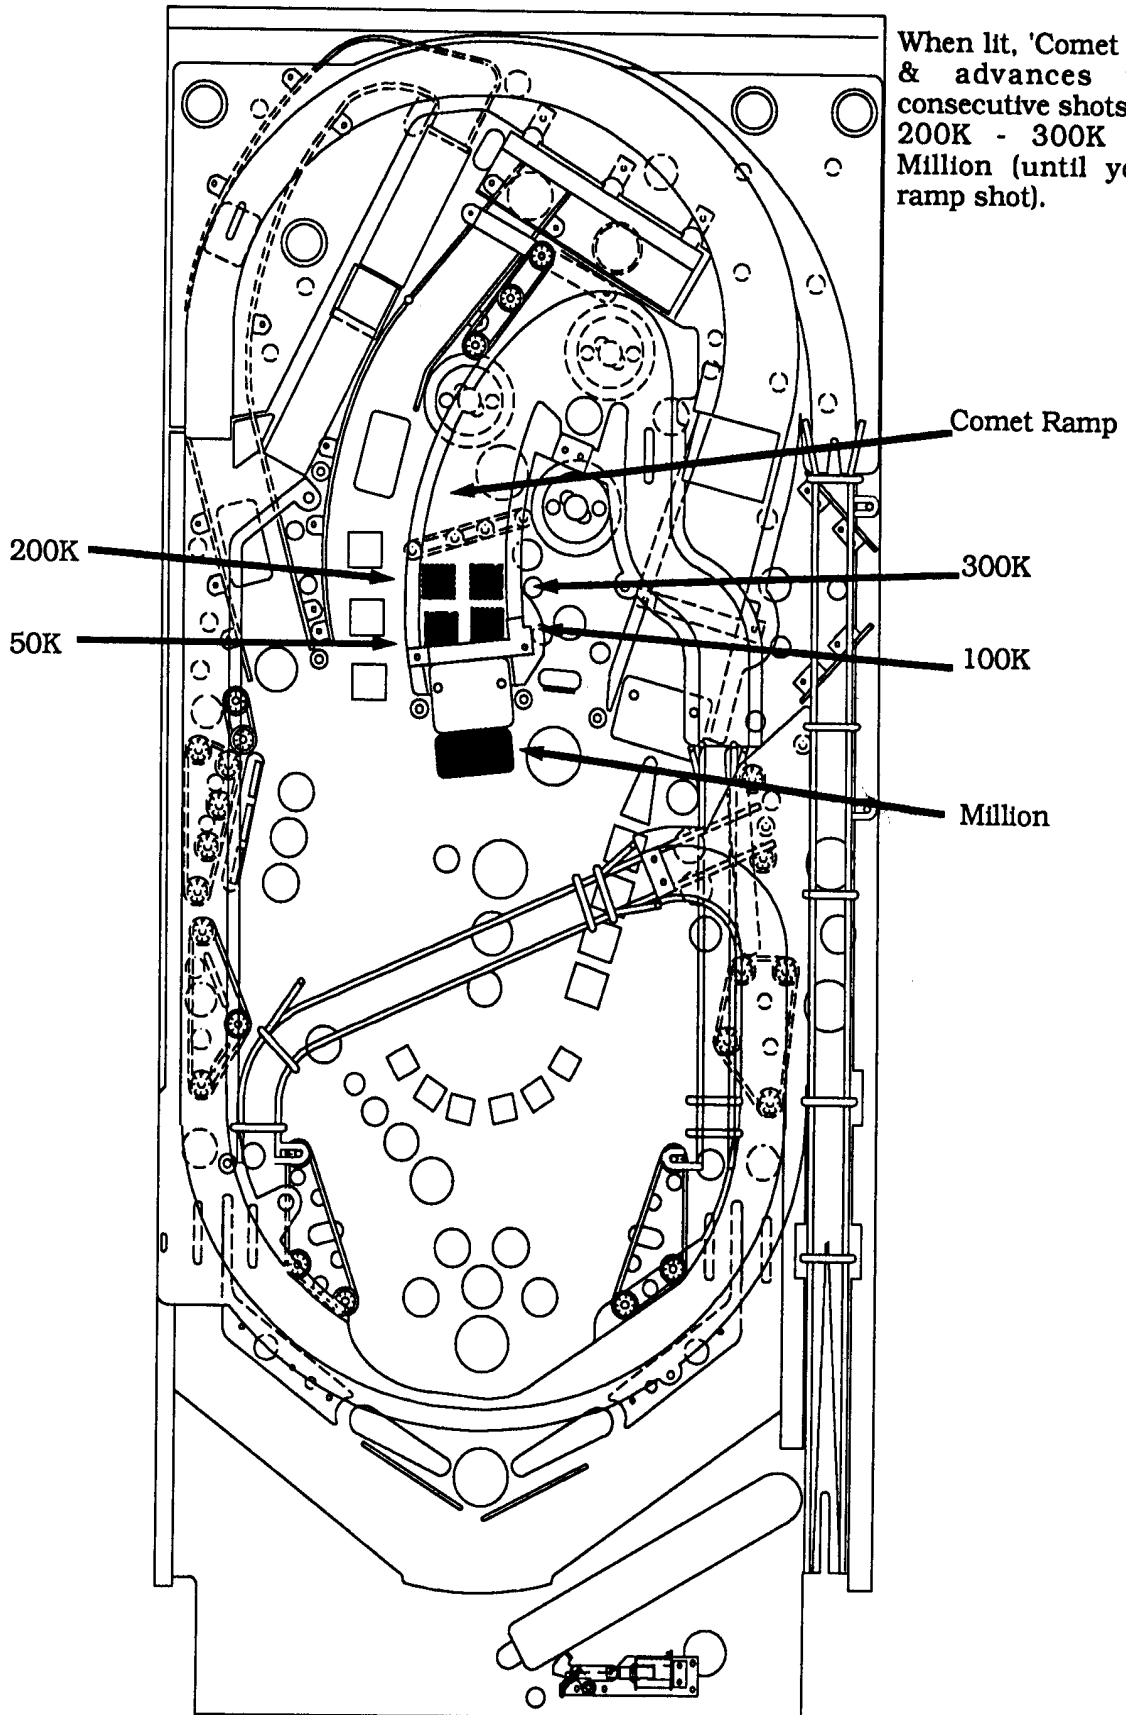 When lit, 'Comet
& advances
consecutive shots
200K - 300K
Million (until
ramp shot).
Comet Ramp
200K
300K
50K
100K
Million